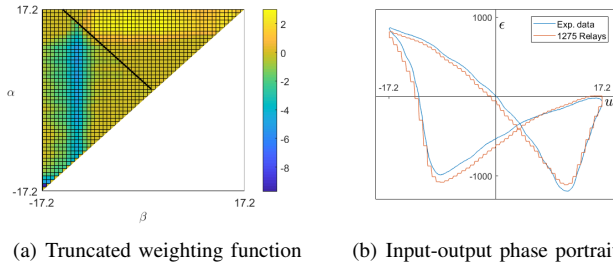 17.2
α
-17.2
-17.2
β
17.2
2
0
-2
-4
-6
-8
1000
ϵ
Exp. data
1275 Relays
-17.2
17.2
u
-1000
(a) Truncated weighting function
(b) Input-output phase portrait